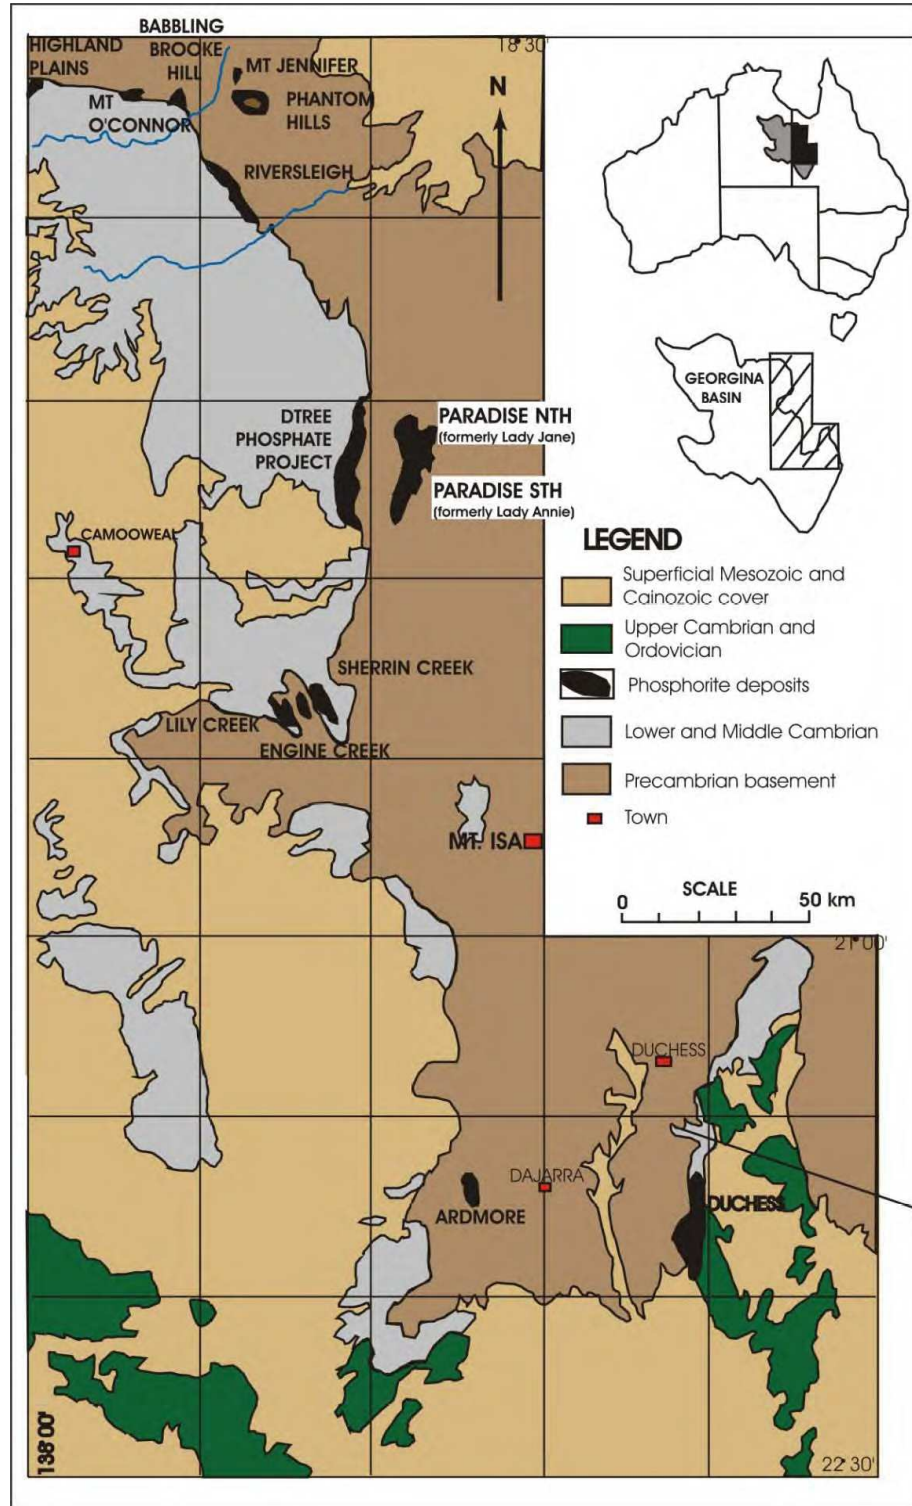 BABBLING
BROOKE
HILL
HIGHLAND
PLAINS
MT JENNIFER
18°30'
MT
O'CONNOR
PHANTOM
HILLS
N
RIVERSLEIGH
GEORGINA
BASIN
DTREE
PHOSPHATE
PROJECT
PARADISE NTH
(formerly Lady Jane)
PARADISE STH
(formerly Lady Annie)
CAMOOWEAL
LEGEND
Superficial Mesozoic and
Cainozoic cover
Upper Cambrian and
Ordovician
Phosphorite deposits
Lower and Middle Cambrian
Precambrian basement
Town
SHERRIN CREEK
LILY CREEK
ENGINE CREEK
MT. ISA
SCALE
0 50 km
21°00'
DUCHESS
DAJARRA
ARDMORE
DUCHESS
138°00'
22°30'